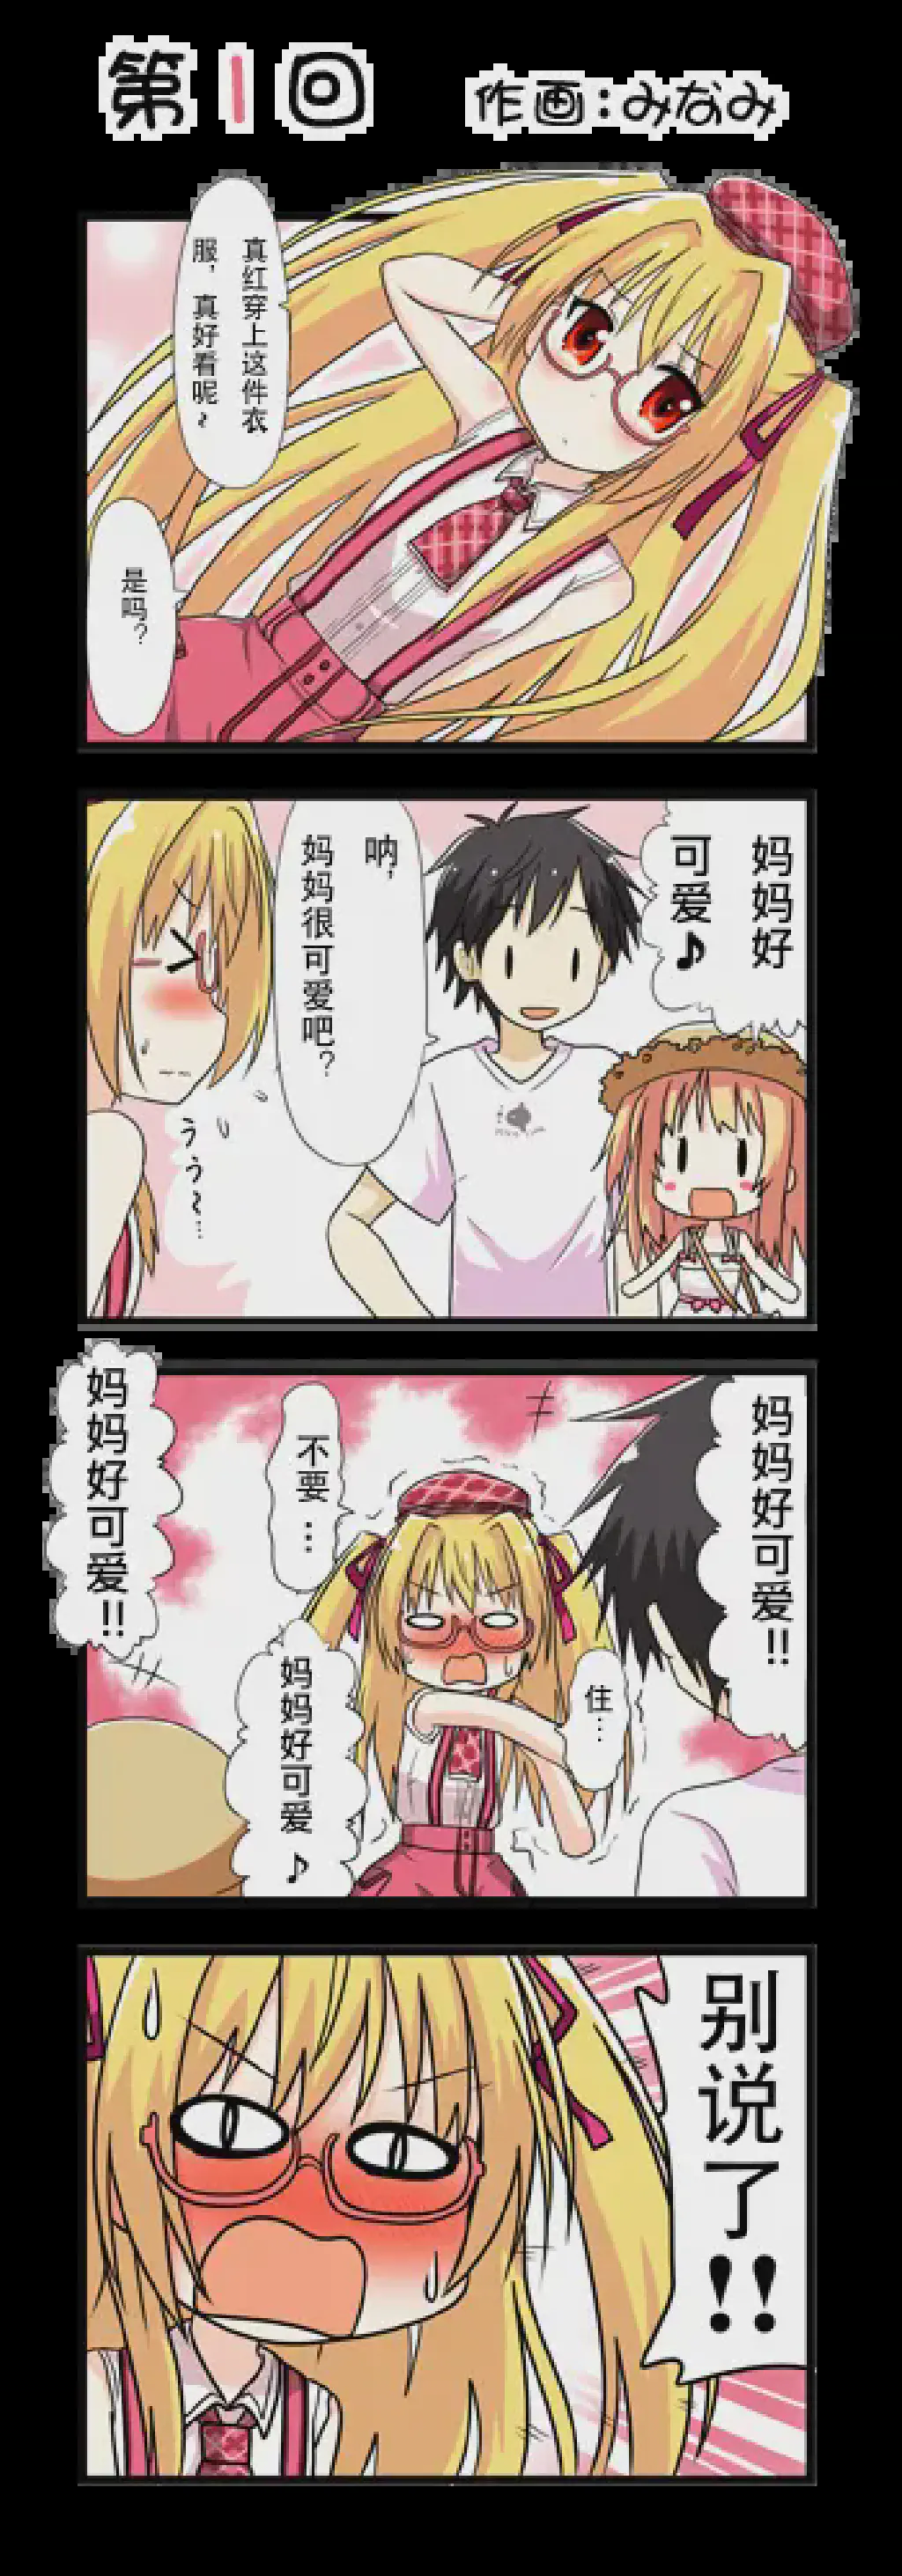 第1回
作画：みなみ
真红穿上这件衣
服，真好看呢~
是吗？
妈妈好
可爱♪
呐，
妈妈很可爱吧？
うぅ~…
妈妈好可爱!!
不要…
住…
妈妈好可爱♪
妈妈好可爱!!
别说了!!